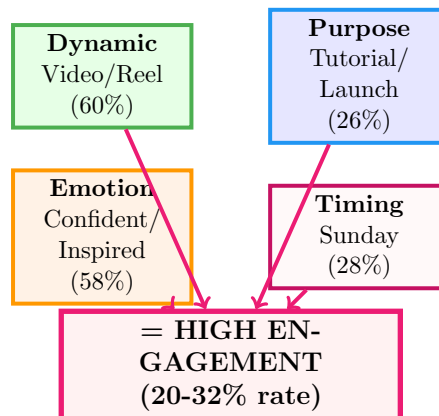 Dynamic
Video/Reel
(60%)
Purpose
Tutorial/
Launch
(26%)
Emotion
Confident/
Inspired
(58%)
Timing
Sunday
(28%)
= HIGH EN-
GAGEMENT
(20-32% rate)